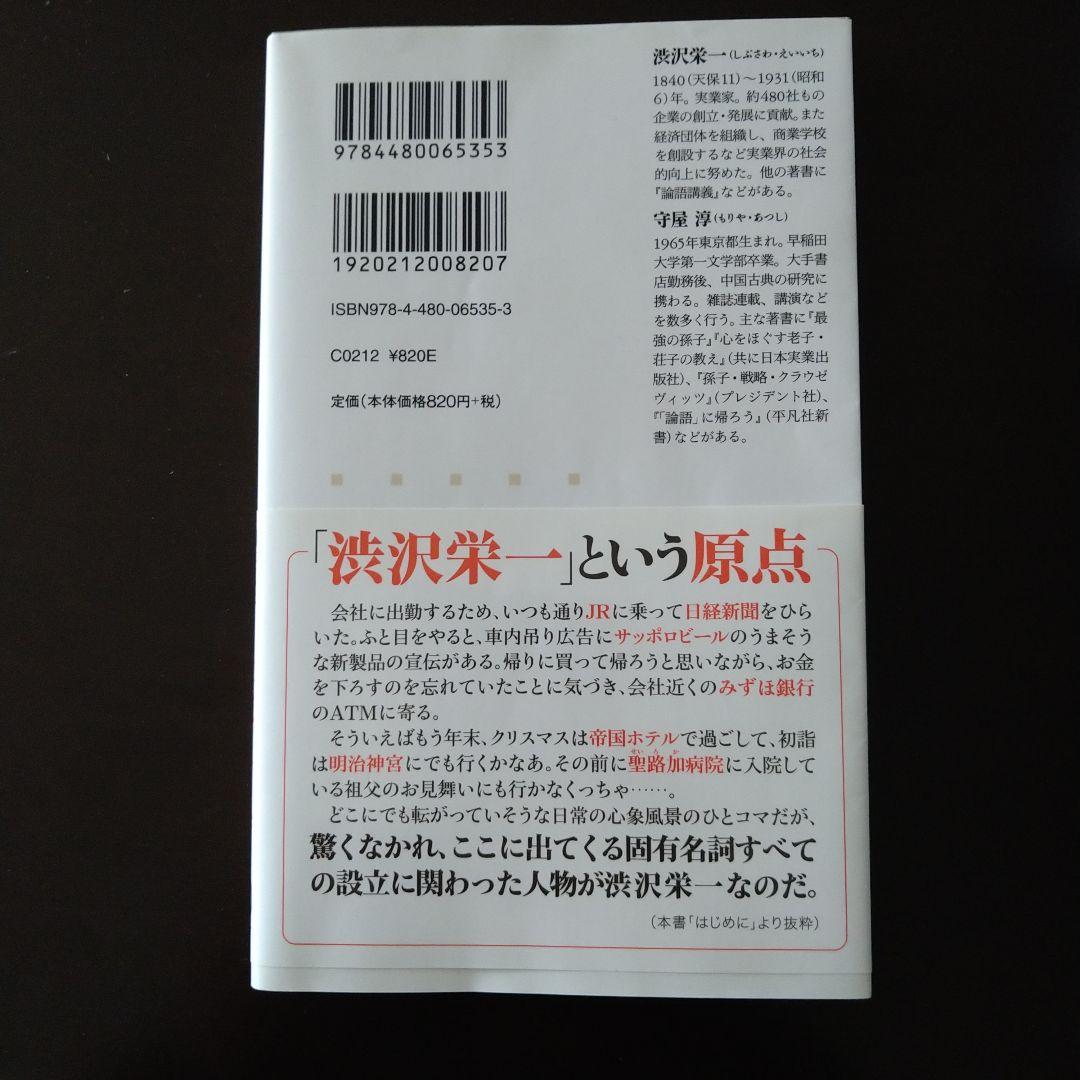 9784480065353
1920212008207
ISBN978-4-480-06535-3
C0212 ¥820E
定価(本体価格820円+税)
渋沢栄一(しぶさわ・えいいち)
1840(天保11)〜1931(昭和
6)年。実業家。約480社もの
企業の創立・発展に貢献。また
経済団体を組織し、商業学校
を創設するなど実業界の社会
的向上に努めた。他の著書に
『論語講義』などがある。
守屋 淳(もりや・あつし)
1965年東京都生まれ。早稲田
大学第一文学部卒業。大手書
店勤務後、中国古典の研究に
携わる。雑誌連載、講演など
を数多く行う。主な著書に『最
強の孫子』『心をほぐす老子・
荘子の教え』(共に日本実業出
版社)、『孫子・戦略・クラウゼ
ヴィッツ』(プレジデント社)、
『「論語」に帰ろう』(平凡社新
書)などがある。
「渋沢栄一」という原点
会社に出勤するため、いつも通りJRに乗って日経新聞をひら
いた。ふと目をやると、車内吊り広告にサッポロビールのうまそう
な新製品の宣伝がある。帰りに買って帰ろうと思いながら、お金
を下ろすのを忘れていたことに気づき、会社近くのみずほ銀行
のATMに寄る。
そういえばもう年末、クリスマスは帝国ホテルで過ごして、初詣
は明治神宮にでも行くかなあ。その前に聖路加病院に入院して
せいろか
いる祖父のお見舞いにも行かなくっちゃ……。
どこにでも転がっていそうな日常の心象風景のひとコマだが、
驚くなかれ、ここに出てくる固有名詞すべて
の設立に関わった人物が渋沢栄一なのだ。
(本書「はじめに」より抜粋)